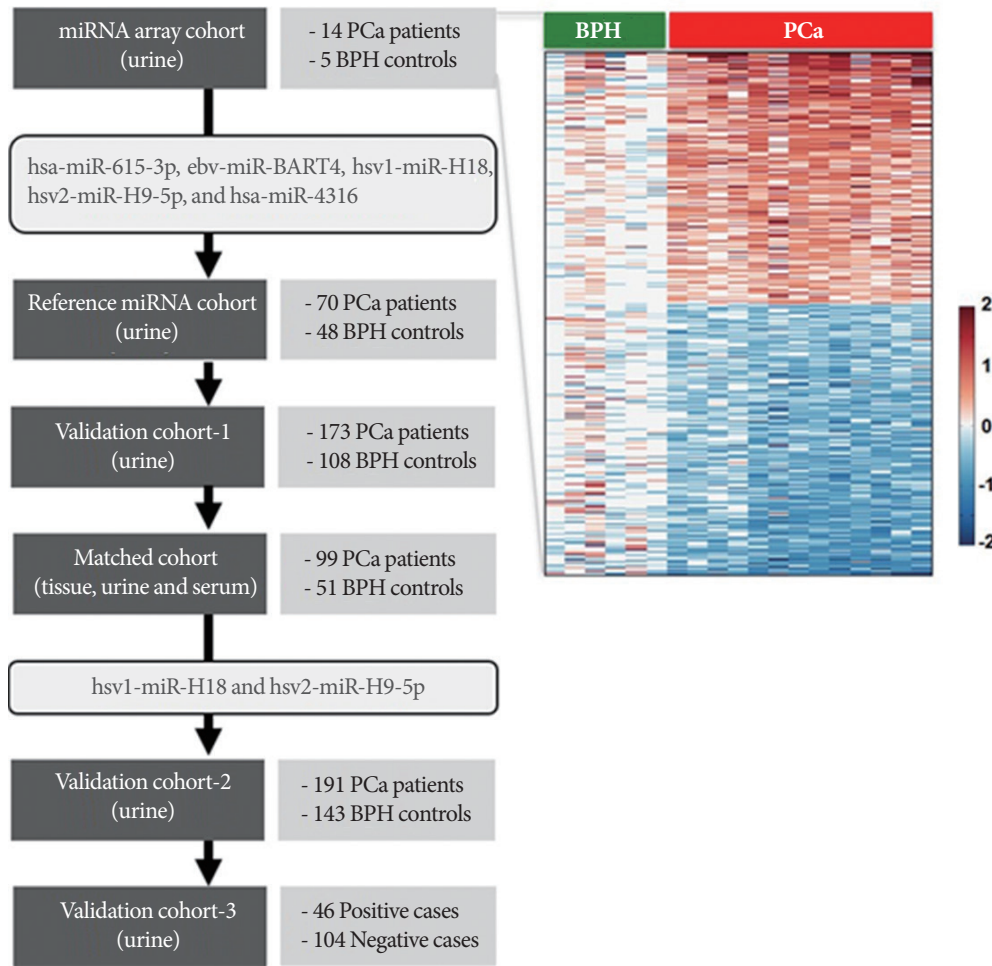 miRNA array cohort
(urine)
- 14 PCa patients
- 5 BPH controls
BPH
PCa
hsa-miR-615-3p, ebv-miR-BART4, hsv1-miR-H18,
hsv2-miR-H9-5p, and hsa-miR-4316
Reference miRNA cohort
(urine)
- 70 PCa patients
- 48 BPH controls
2
1
0
-1
-2
Validation cohort-1
(urine)
- 173 PCa patients
- 108 BPH controls
Matched cohort
(tissue, urine and serum)
- 99 PCa patients
- 51 BPH controls
hsv1-miR-H18 and hsv2-miR-H9-5p
Validation cohort-2
(urine)
- 191 PCa patients
- 143 BPH controls
Validation cohort-3
(urine)
- 46 Positive cases
- 104 Negative cases